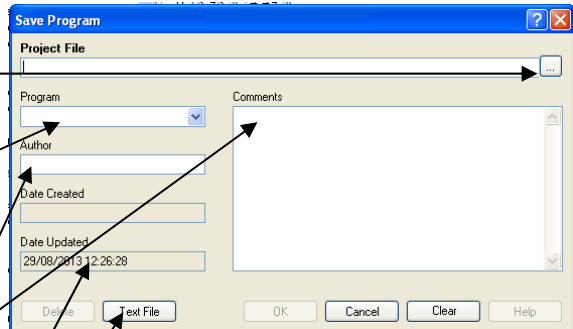 Save Program
Project File
...
Program
Comments
Author
Date Created
Date Updated
29/08/2013 12:26:28
Delete
Text File
OK
Cancel
Clear
Help